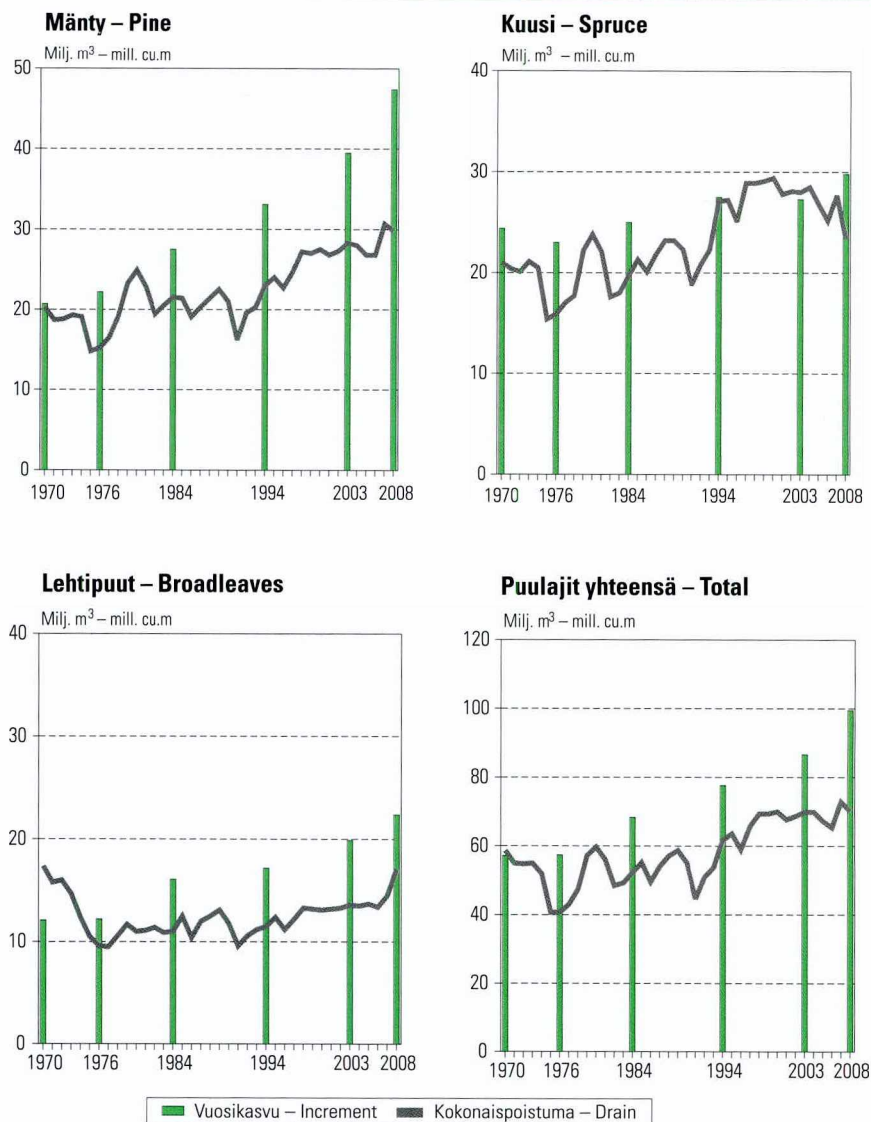 Mänty – Pine
Milj. m³ – mill. cu.m
50
40
30
20
10
0
1970 1976 1984 1994 2003 2008
Kuusi – Spruce
Milj. m³ – mill. cu.m
40
30
20
10
0
1970 1976 1984 1994 2003 2008
Lehtipuut – Broadleaves
Milj. m³ – mill. cu.m
40
30
20
10
0
1970 1976 1984 1994 2003 2008
Puulajit yhteensä – Total
Milj. m³ – mill. cu.m
120
100
80
60
40
20
0
1970 1976 1984 1994 2003 2008
Vuosikasvu – Increment Kokonaispoistuma – Drain